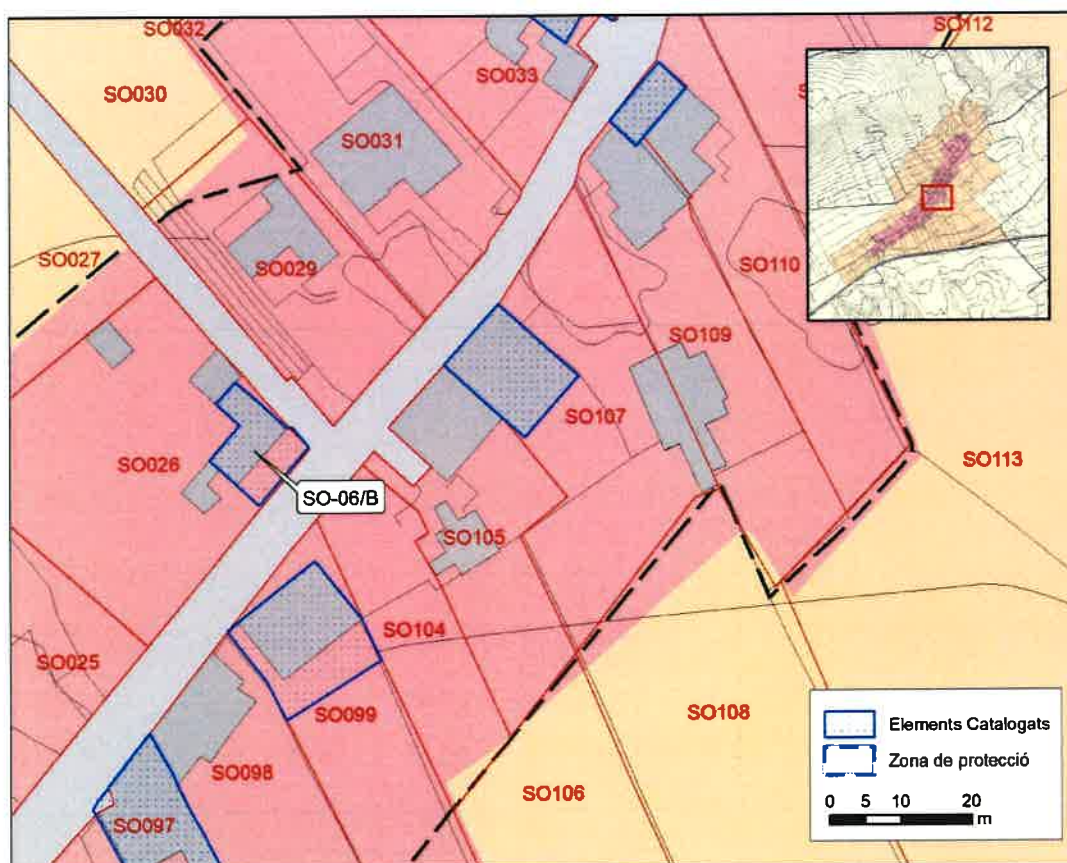 SO032
SO112
SO033
SO030
SO031
SO029
SO027
SO110
SO109
SO107
SO026
SO113
SO-06/B
SO105
SO104
SO025
SO099
SO108
SO098
SO106
SO097
Elements Catalogats
Zona de protecció
0 5 10 20
m